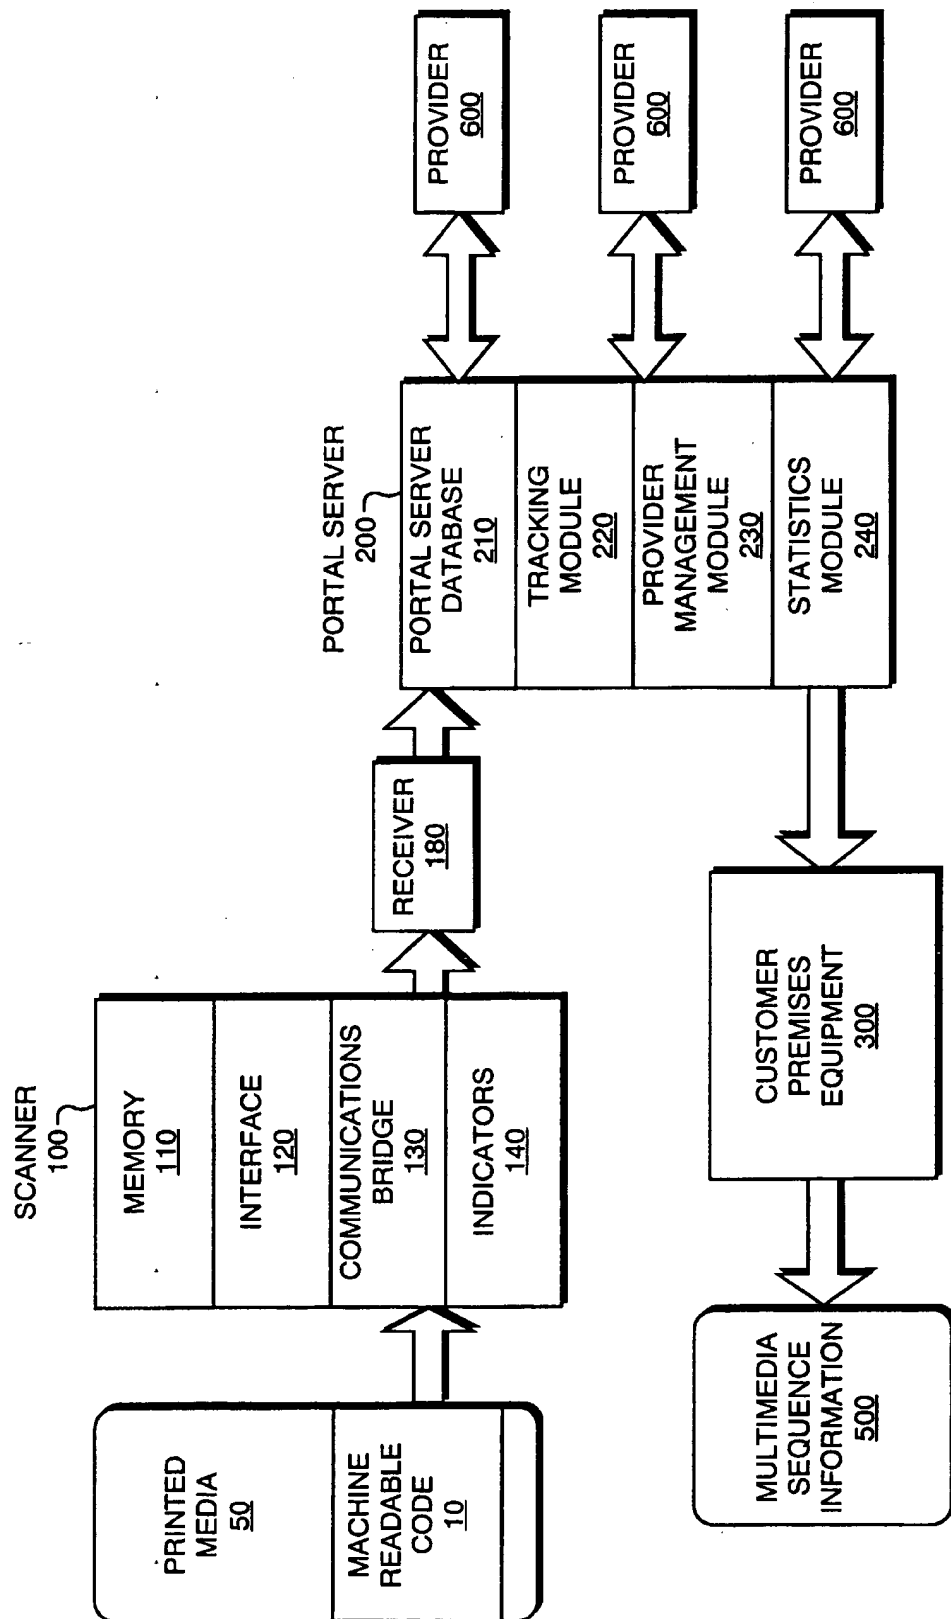 PRINTED
MEDIA
50
MACHINE
READABLE
CODE
10
SCANNER
100
MEMORY
110
INTERFACE
120
COMMUNICATIONS
BRIDGE
130
INDICATORS
140
RECEIVER
180
PORTAL SERVER
200
PORTAL SERVER
DATABASE
210
TRACKING
MODULE
220
PROVIDER
MANAGEMENT
MODULE
230
STATISTICS
MODULE
240
PROVIDER
600
PROVIDER
600
PROVIDER
600
CUSTOMER
PREMISES
EQUIPMENT
300
MULTIMEDIA
SEQUENCE
INFORMATION
500